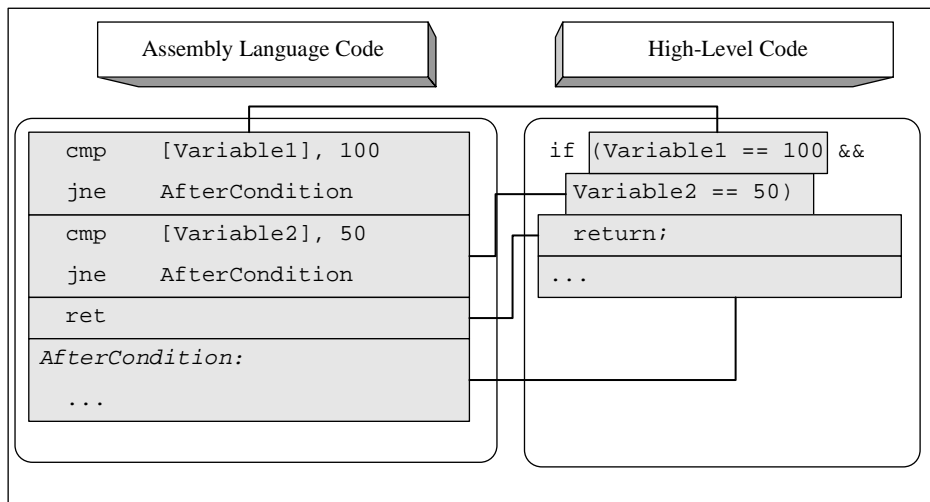 Assembly Language Code
High-Level Code
cmp [Variable1], 100
jne AfterCondition
cmp [Variable2], 50
jne AfterCondition
ret
AfterCondition:
...
if (Variable1 == 100 &&
Variable2 == 50)
return;
...